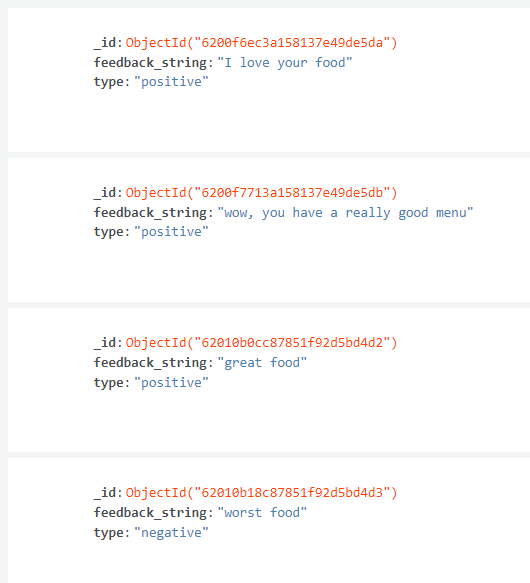 _id: ObjectId("6200f6ec3a158137e49de5da")
feedback_string: "I love your food"
type: "positive"
_id: ObjectId("6200f7713a158137e49de5db")
feedback_string: "wow, you have a really good menu"
type: "positive"
_id: ObjectId("62010b0cc87851f92d5bd4d2")
feedback_string: "great food"
type: "positive"
_id: ObjectId("62010b18c87851f92d5bd4d3")
feedback_string: "worst food"
type: "negative"